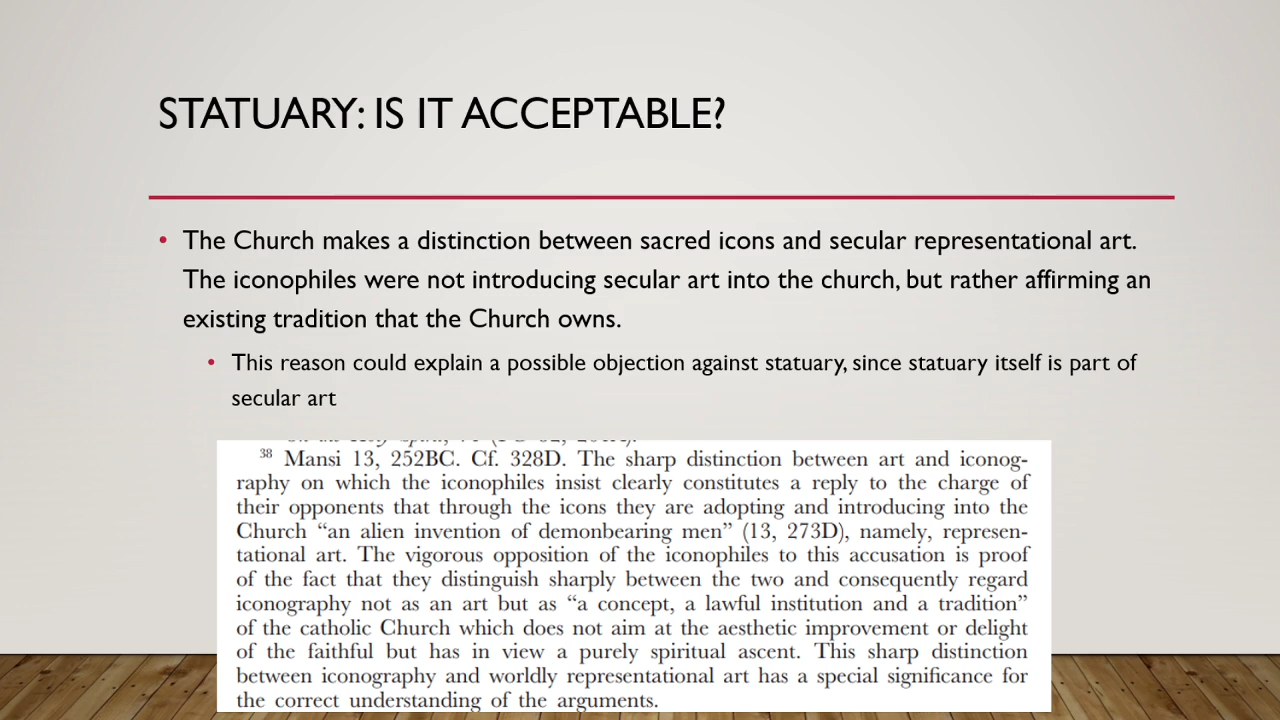 STATUARY: IS IT ACCEPTABLE?
• The Church makes a distinction between sacred icons and secular representational art.
The iconophiles were not introducing secular art into the church, but rather affirming an
existing tradition that the Church owns.
• This reason could explain a possible objection against statuary, since statuary itself is part of
secular art
38 Mansi 13, 252BC. Cf. 328D. The sharp distinction between art and iconog-
raphy on which the iconophiles insist clearly constitutes a reply to the charge of
their opponents that through the icons they are adopting and introducing into the
Church “an alien invention of demonbearing men” (13, 273D), namely, represen-
tational art. The vigorous opposition of the iconophiles to this accusation is proof
of the fact that they distinguish sharply between the two and consequently regard
iconography not as an art but as “a concept, a lawful institution and a tradition”
of the catholic Church which does not aim at the aesthetic improvement or delight
of the faithful but has in view a purely spiritual ascent. This sharp distinction
between iconography and worldly representational art has a special significance for
the correct understanding of the arguments.